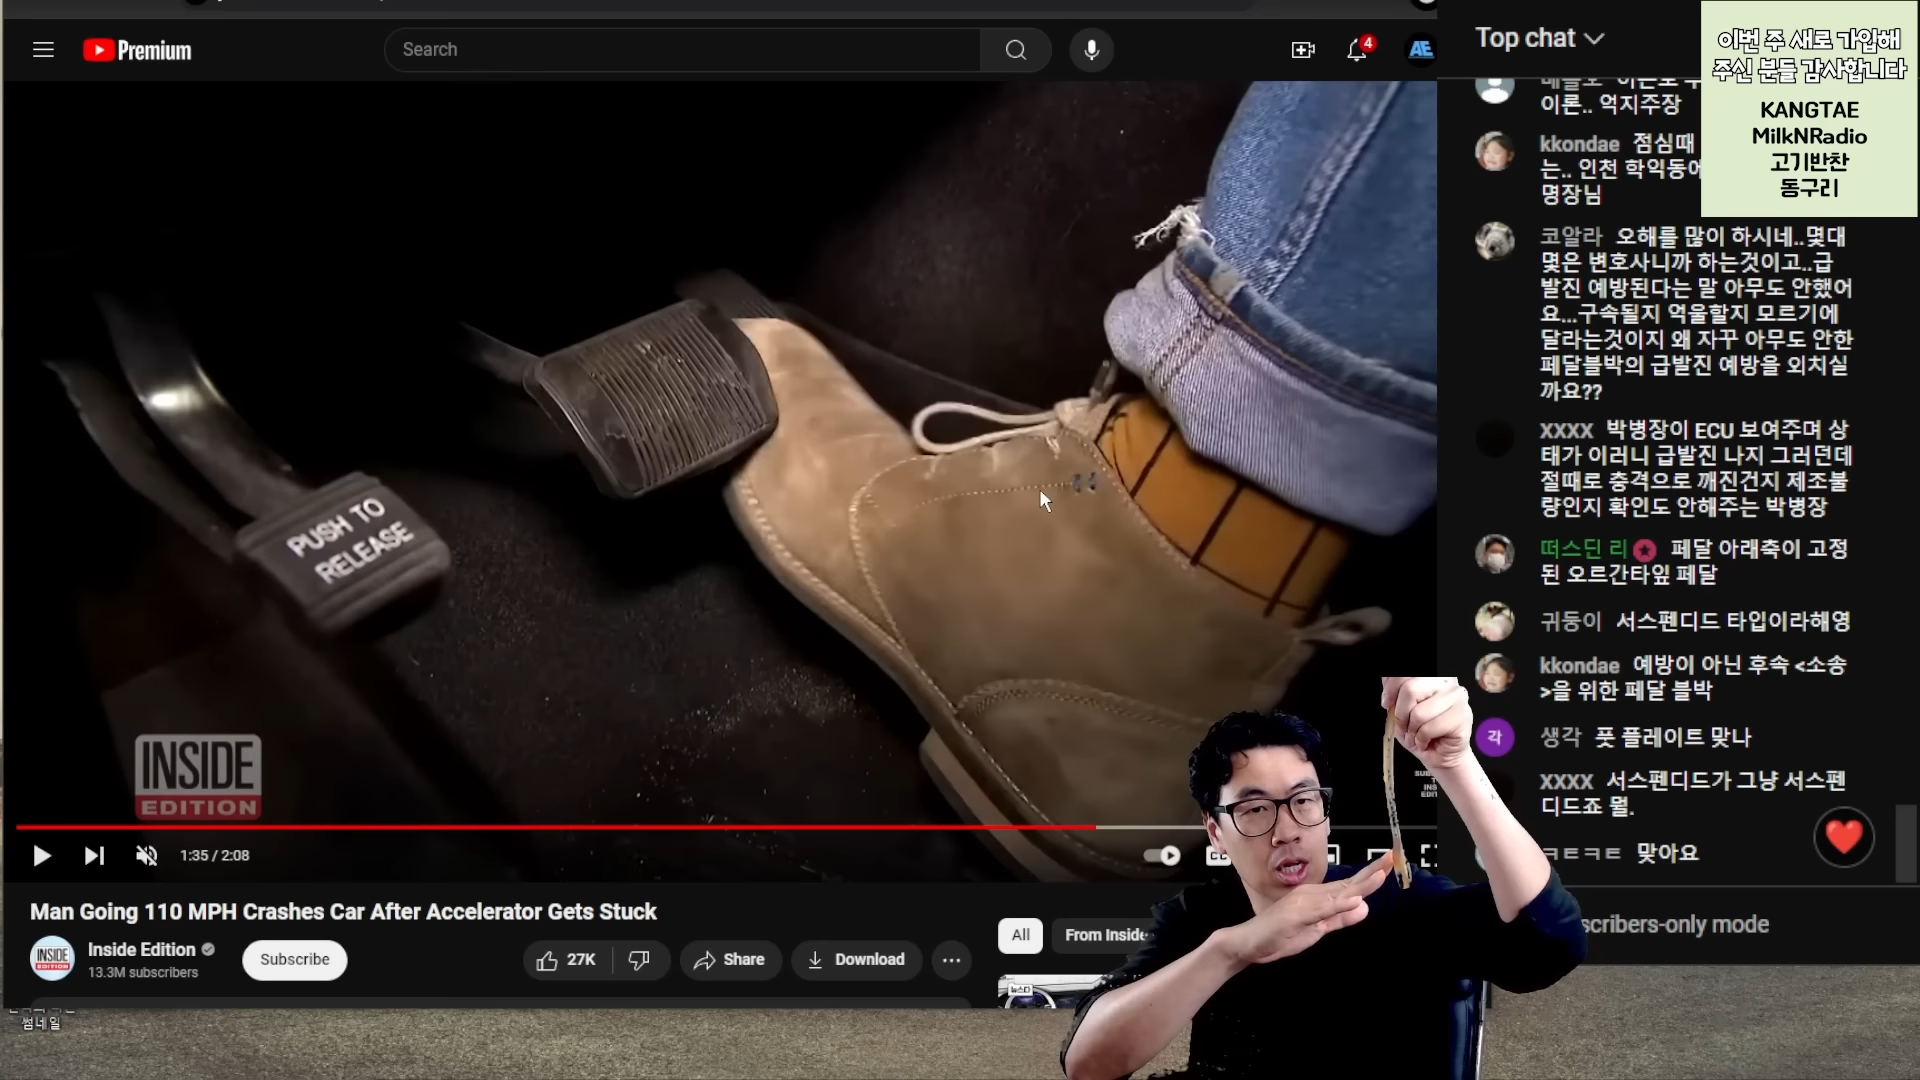 Premium
Search
4
AE
PUSH TO
RELEASE
INSIDE
EDITION
1:35 / 2:08
Man Going 110 MPH Crashes Car After Accelerator Gets Stuck
INSIDE
EDITION
Inside Edition
13.3M subscribers
Subscribe
27K
Share
Download
All
From Inside
썸네일
Top chat
이론.. 억지주장
kkondae 점심때
는.. 인천 학익동에
명장님
코알라 오해를 많이 하시네..몇대
몇은 변호사니까 하는것이고..급
발진 예방된다는 말 아무도 안했어
요...구속될지 억울할지 모르기에
달라는것이지 왜 자꾸 아무도 안한
페달블박의 급발진 예방을 외치실
까요??
XXXX 박병장이 ECU 보여주며 상
태가 이러니 급발진 나지 그러던데
절때로 충격으로 깨진건지 제조불
량인지 확인도 안해주는 박병장
떠스딘 리 페달 아래축이 고정
된 오르간타잎 페달
귀둥이 서스펜디드 타입이라해영
kkondae 예방이 아닌 후속 <소송
>을 위한 페달 블박
각
생각 풋 플레이트 맞나
XXXX 서스펜디드가 그냥 서스펜
디드죠 뭘.
ㅋㅌㅋㅌ 맞아요
scribers-only mode
이번 주 새로 가입해
주신 분들 감사합니다
KANGTAE
MilkNRadio
고기반찬
동구리